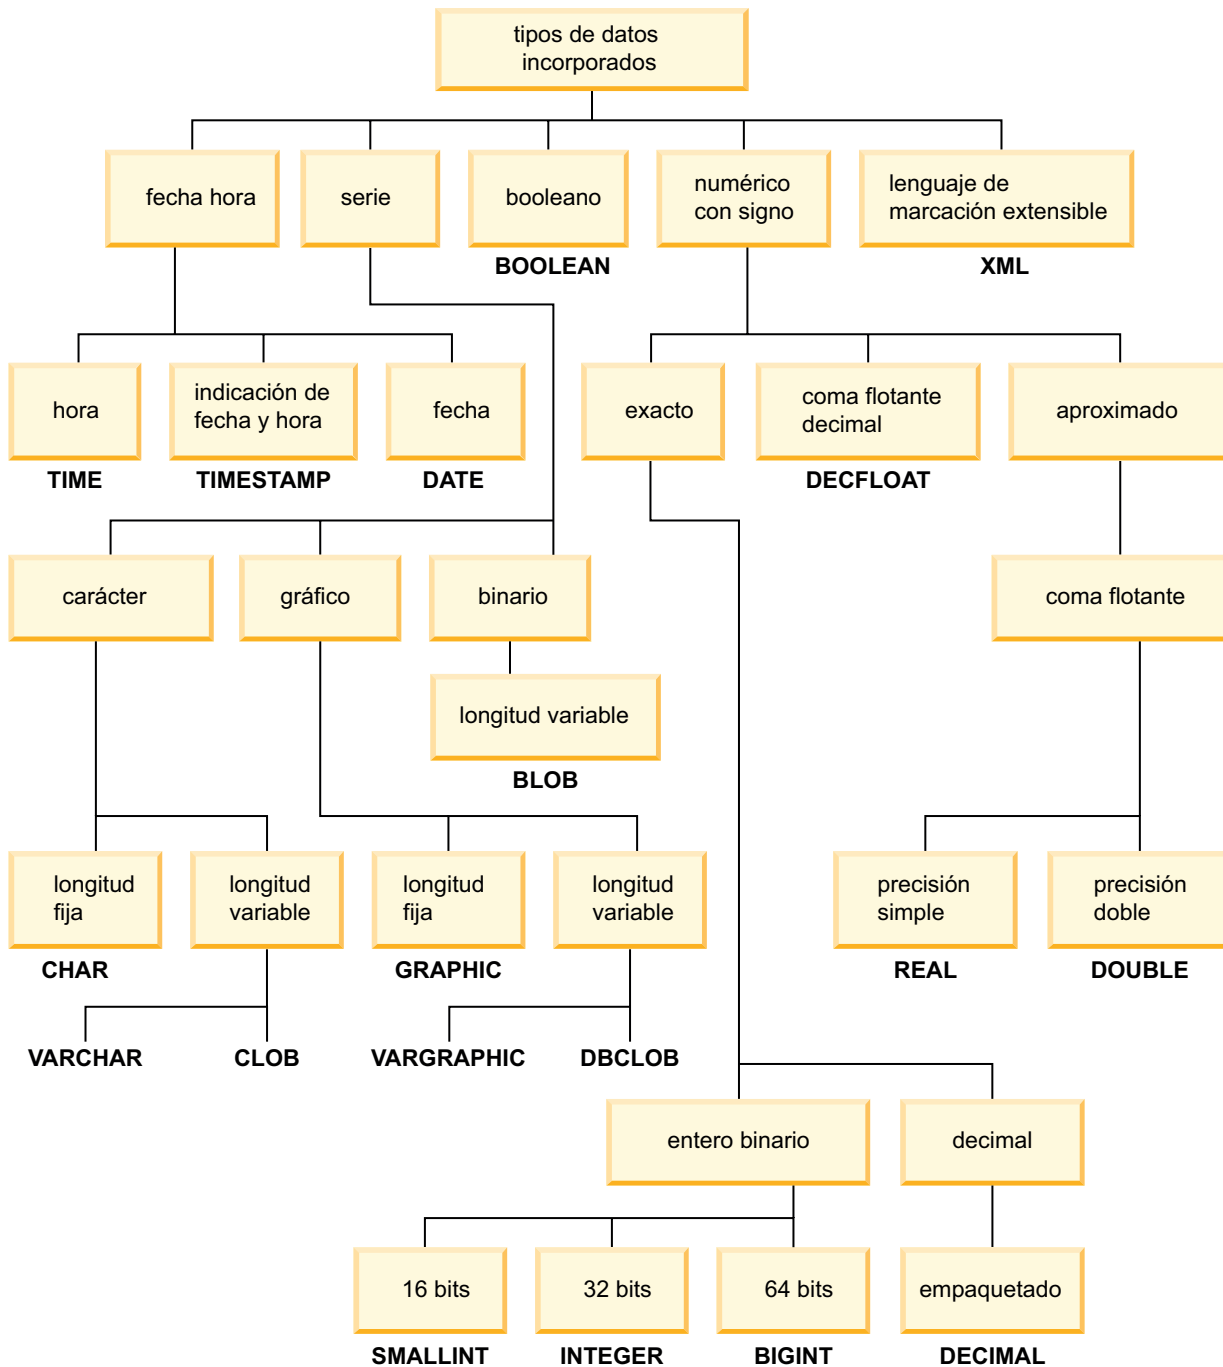 tipos de datos
incorporados
fecha hora
serie
booleano
numérico
con signo
lenguaje de
marcación extensible
BOOLEAN
XML
hora
indicación de
fecha y hora
fecha
exacto
coma flotante
decimal
aproximado
TIME
TIMESTAMP
DATE
DECFLOAT
carácter
gráfico
binario
coma flotante
longitud variable
BLOB
longitud
fija
longitud
variable
longitud
fija
longitud
variable
precisión
simple
precisión
doble
CHAR
GRAPHIC
REAL
DOUBLE
VARCHAR
CLOB
VARGRAPHIC
DBCLOB
entero binario
decimal
16 bits
32 bits
64 bits
empaquetado
SMALLINT
INTEGER
BIGINT
DECIMAL